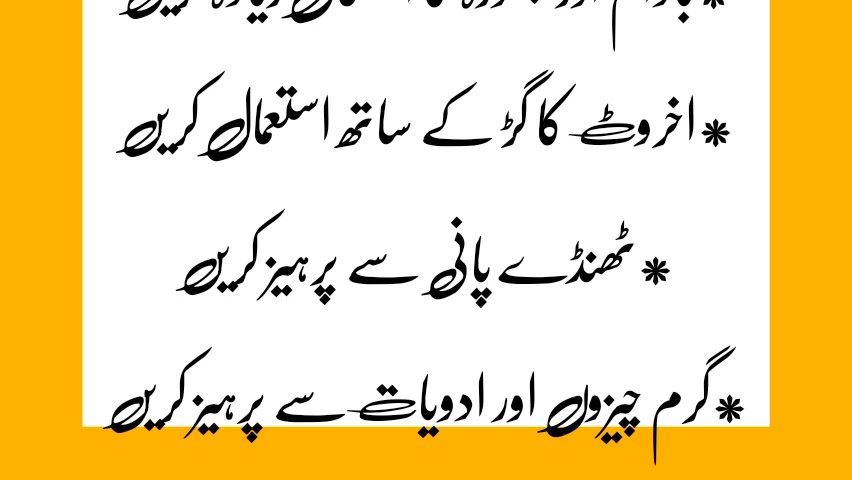 *اخروٹ کا گڑ کے ساتھ استعمال کریں
* ٹھنڈے پانی سے پرہیز کریں
*گرم چیزوں اور ادویات سے پرہیز کریں